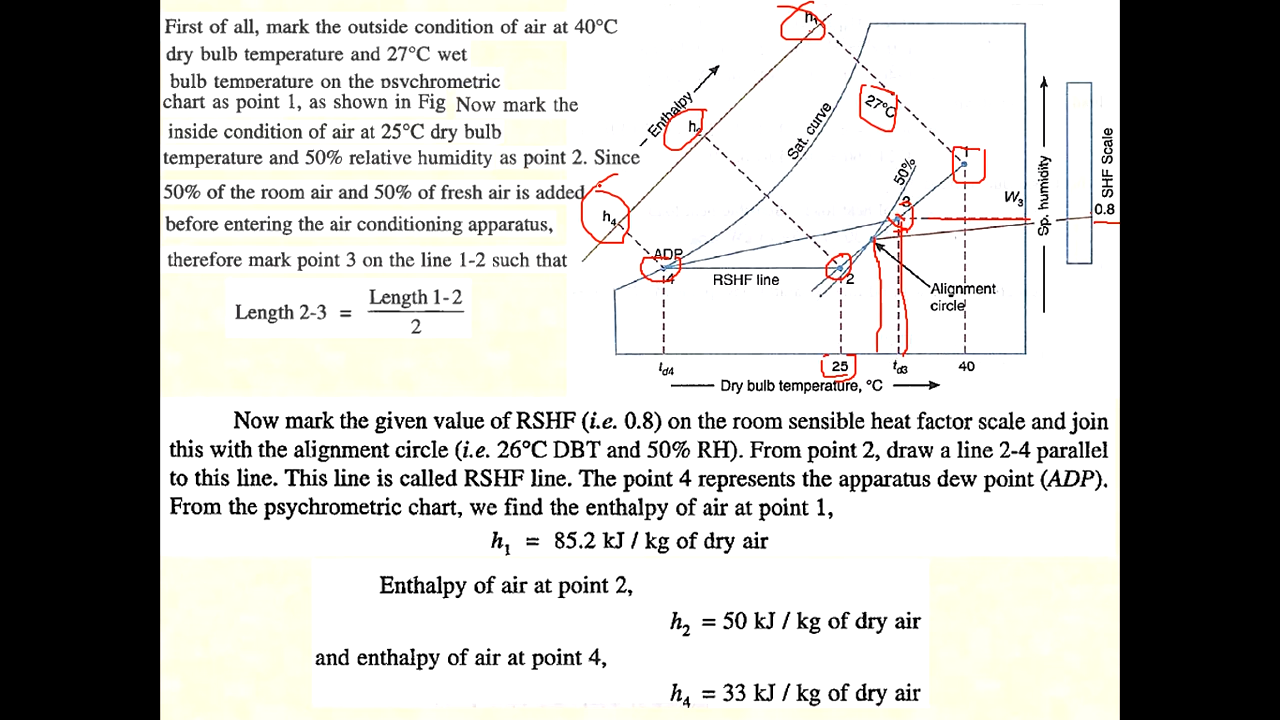 First of all, mark the outside condition of air at 40°C
dry bulb temperature and 27°C wet
bulb temperature on the psychrometric
chart as point 1, as shown in Fig Now mark the
inside condition of air at 25°C dry bulb
temperature and 50% relative humidity as point 2. Since
50% of the room air and 50% of fresh air is added
before entering the air conditioning apparatus,
therefore mark point 3 on the line 1-2 such that
Length 2-3 = Length 1-2
2
h1
Enthalpy
h2
27°C
Sat. curve
50%
1
3
W3
h4
ADP
4
RSHF line
2
Alignment
circle
Sp. humidity
SHF Scale
0.8
td4
25
td3
40
Dry bulb temperature, °C
Now mark the given value of RSHF (i.e. 0.8) on the room sensible heat factor scale and join
this with the alignment circle (i.e. 26°C DBT and 50% RH). From point 2, draw a line 2-4 parallel
to this line. This line is called RSHF line. The point 4 represents the apparatus dew point (ADP).
From the psychrometric chart, we find the enthalpy of air at point 1,
h1 = 85.2 kJ / kg of dry air
Enthalpy of air at point 2,
h2 = 50 kJ / kg of dry air
and enthalpy of air at point 4,
h4 = 33 kJ / kg of dry air